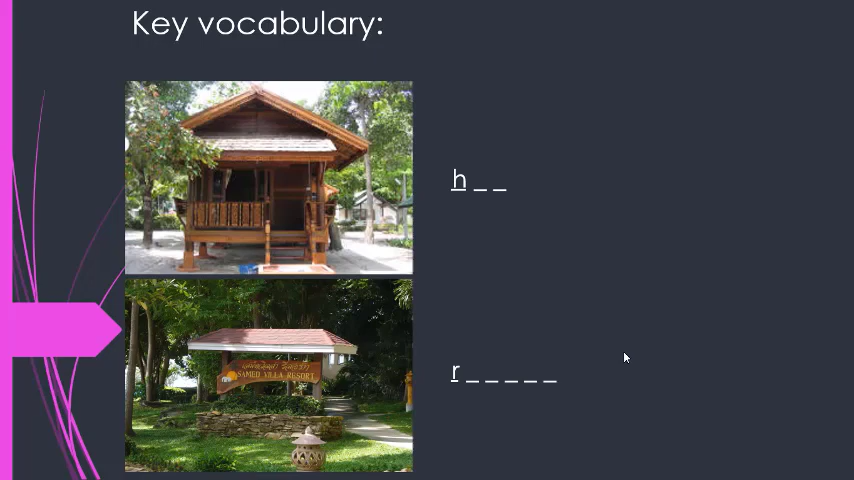 Key vocabulary:
h _ _
SAMED VILLA RESORT
r _ _ _ _ _